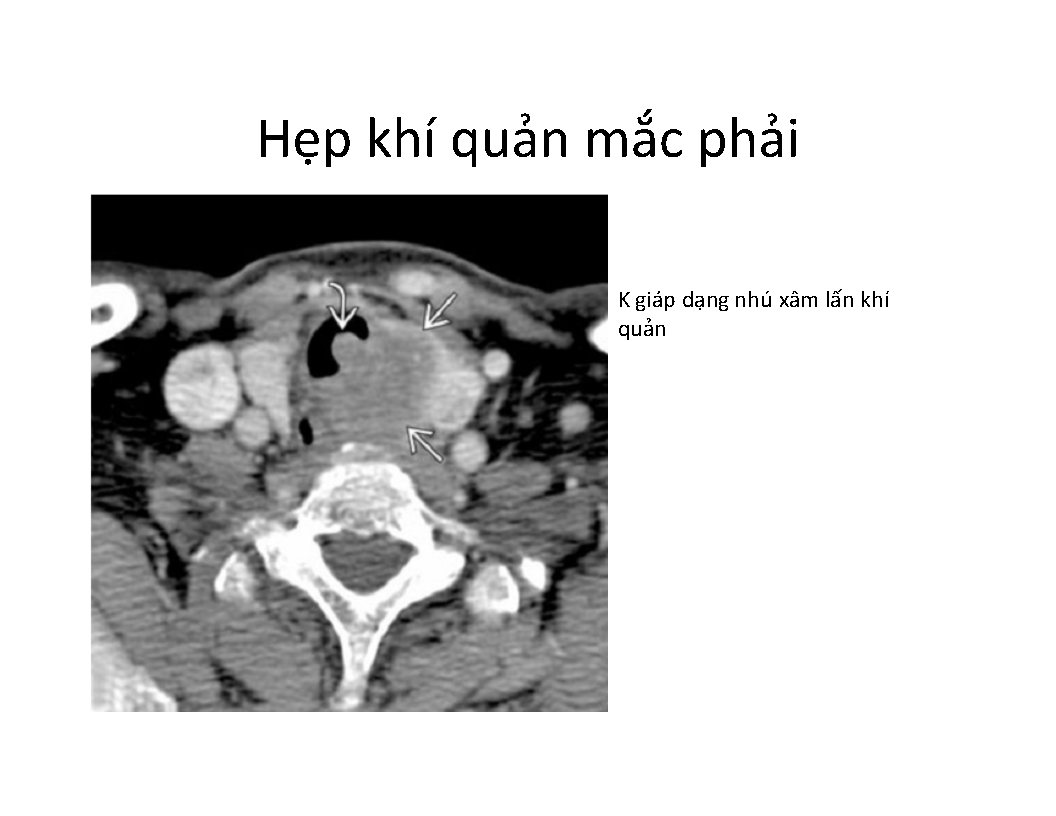 Hẹp khí quản mắc phải
K giáp dạng nhú xâm lấn khí
quản